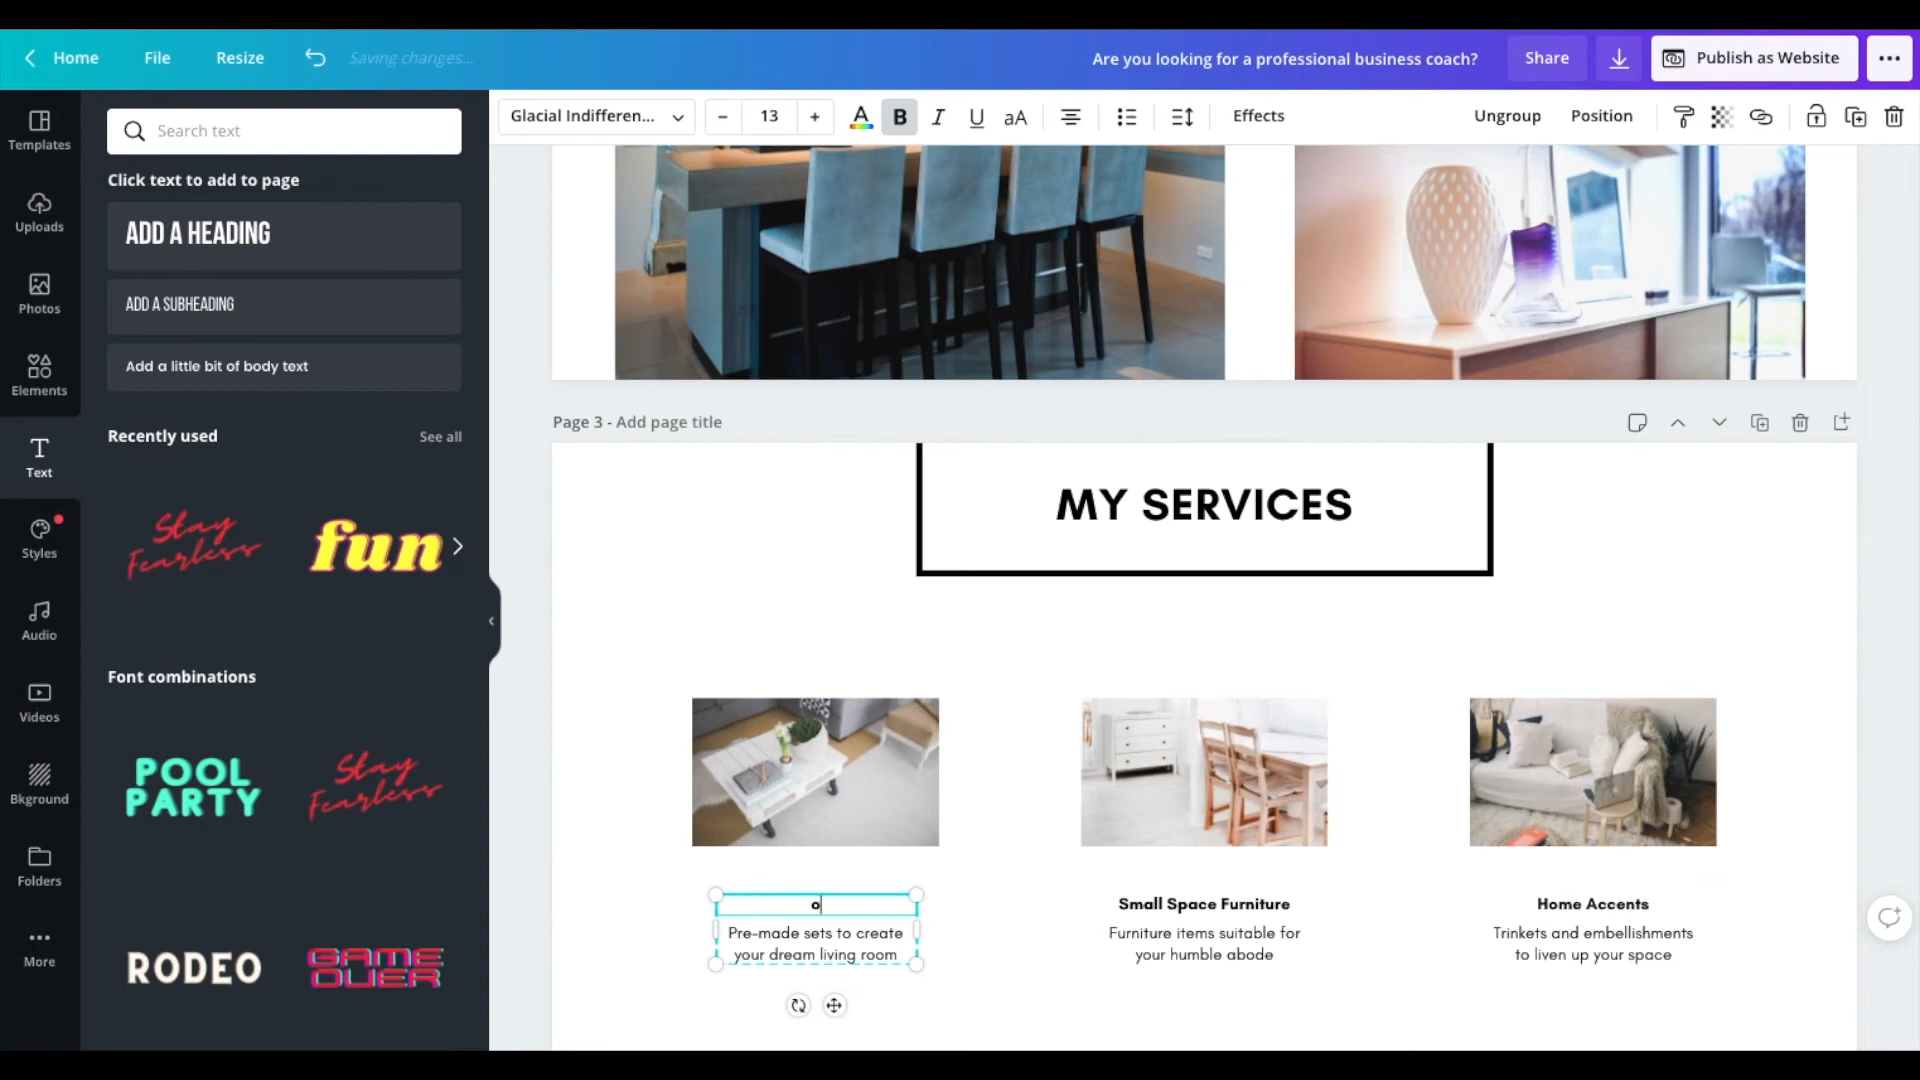 Home
File
Resize
Saving changes...
Are you looking for a professional business coach?
Share
Publish as Website
Templates
Uploads
Photos
Elements
Text
Styles
Audio
Videos
Bkground
Folders
More
Search text
Click text to add to page
ADD A HEADING
ADD A SUBHEADING
Add a little bit of body text
Recently used
See all
Stay
Fearless
fun
Font combinations
POOL
PARTY
Stay
Fearless
RODEO
GAME
OVER
Glacial Indifferen...
13
A
B
I
U
aA
Effects
Ungroup
Position
Page 3 - Add page title
MY SERVICES
o
Pre-made sets to create
your dream living room
Small Space Furniture
Furniture items suitable for
your humble abode
Home Accents
Trinkets and embellishments
to liven up your space